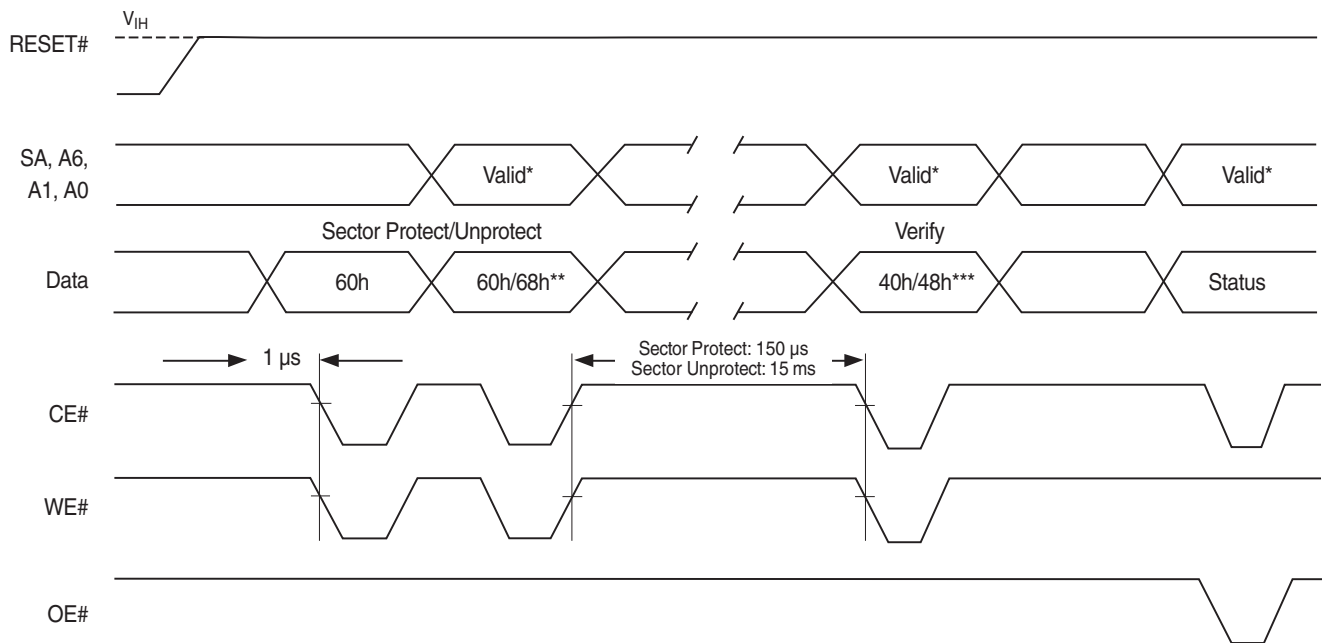 VIH
RESET#
SA, A6,
A1, A0
Valid*
Valid*
Valid*
Sector Protect/Unprotect
Verify
Data
60h
60h/68h**
40h/48h***
Status
1 µs
Sector Protect: 150 µs
Sector Unprotect: 15 ms
CE#
WE#
OE#